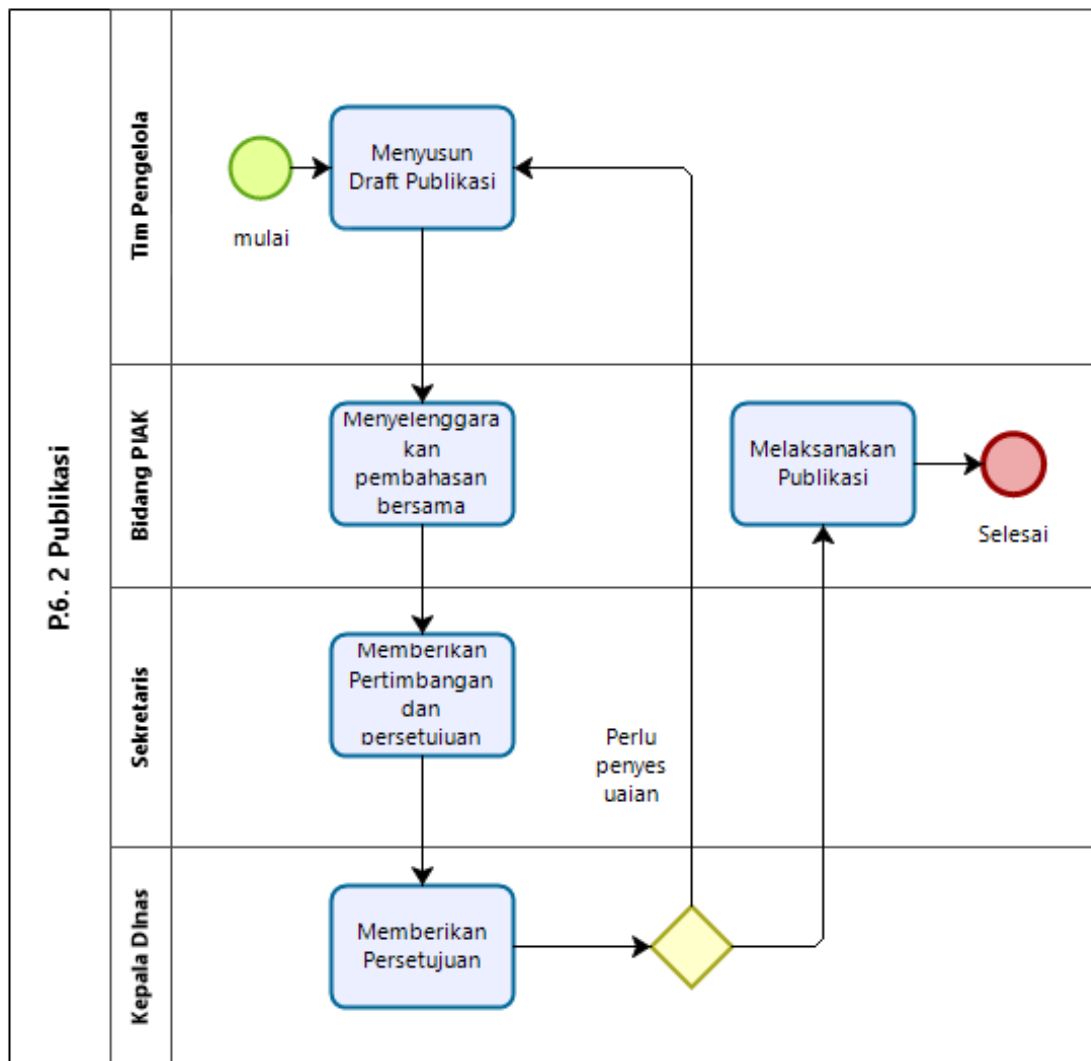 P.6. 2 Publikasi
Tim Pengelola
mulai
Menyusun
Draft Publikasi
Bidang PIAK
Menyelenggara
kan
pembahasan
bersama
Melaksanakan
Publikasi
Selesai
Sekretaris
Memberikan
Pertimbangan
dan
persetujuan
Perlu
penyes
uaian
Kepala Dinas
Memberikan
Persetujuan